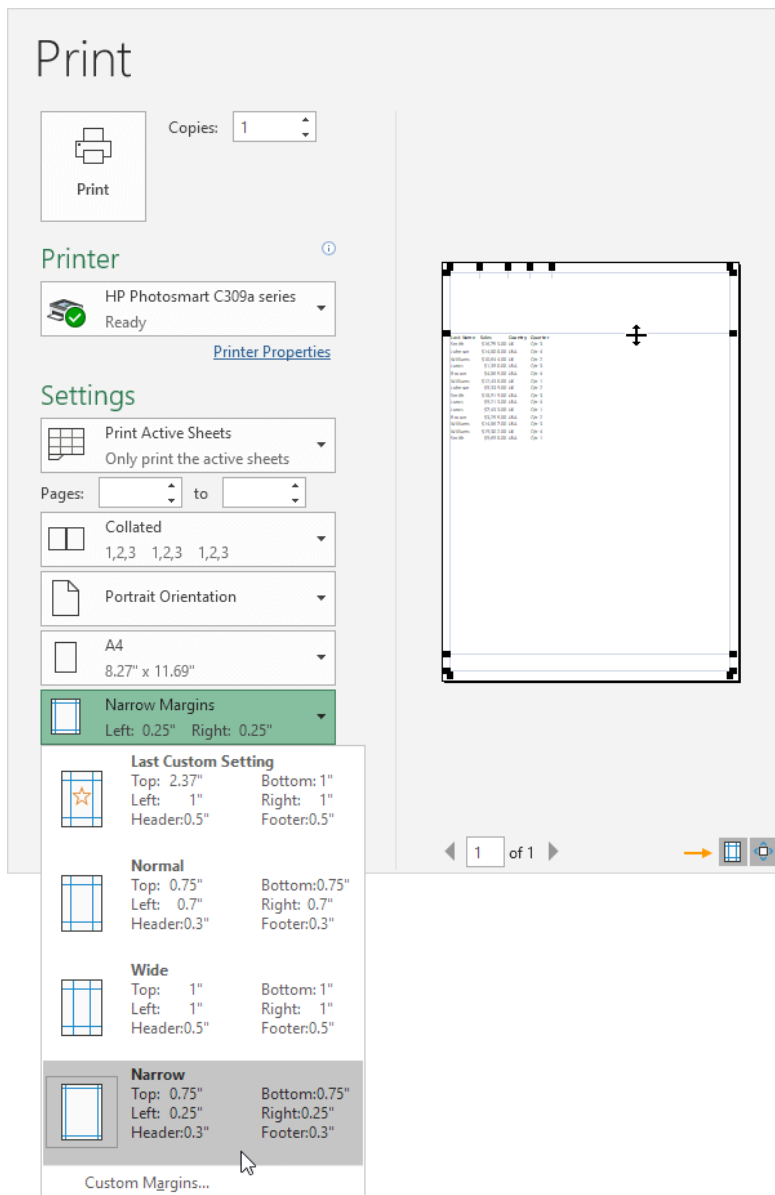 Print
Copies: 1
Print
Printer
HP Photosmart C309a series
Ready
Printer Properties
Settings
Print Active Sheets
Only print the active sheets
Pages: to
Collated
1,2,3 1,2,3 1,2,3
Portrait Orientation
A4
8.27" x 11.69"
Narrow Margins
Left: 0.25" Right: 0.25"
Last Custom Setting
Top: 2.37" Bottom: 1"
Left: 1" Right: 1"
Header:0.5" Footer:0.5"
Normal
Top: 0.75" Bottom:0.75"
Left: 0.7" Right: 0.7"
Header:0.3" Footer:0.3"
Wide
Top: 1" Bottom: 1"
Left: 1" Right: 1"
Header:0.5" Footer:0.5"
Narrow
Top: 0.75" Bottom:0.75"
Left: 0.25" Right:0.25"
Header:0.3" Footer:0.3"
Custom Margins...
Last Name Sales Country Quarter
1 of 1